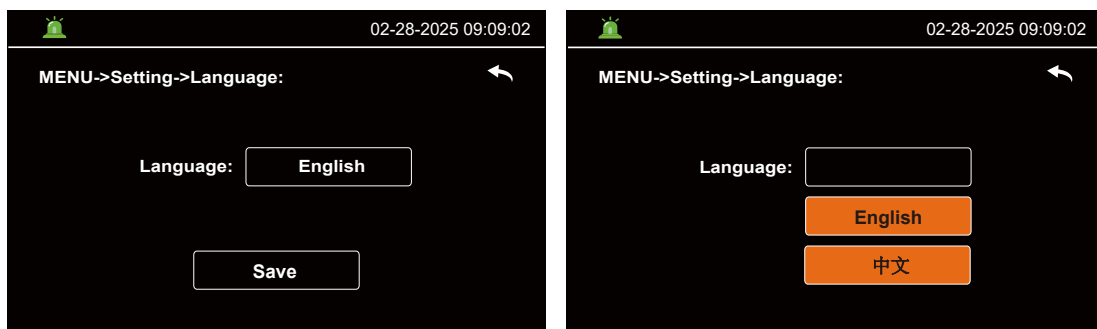 02-28-2025 09:09:02
MENU->Setting->Language:
Language: English
Save
02-28-2025 09:09:02
MENU->Setting->Language:
Language:
English
中文